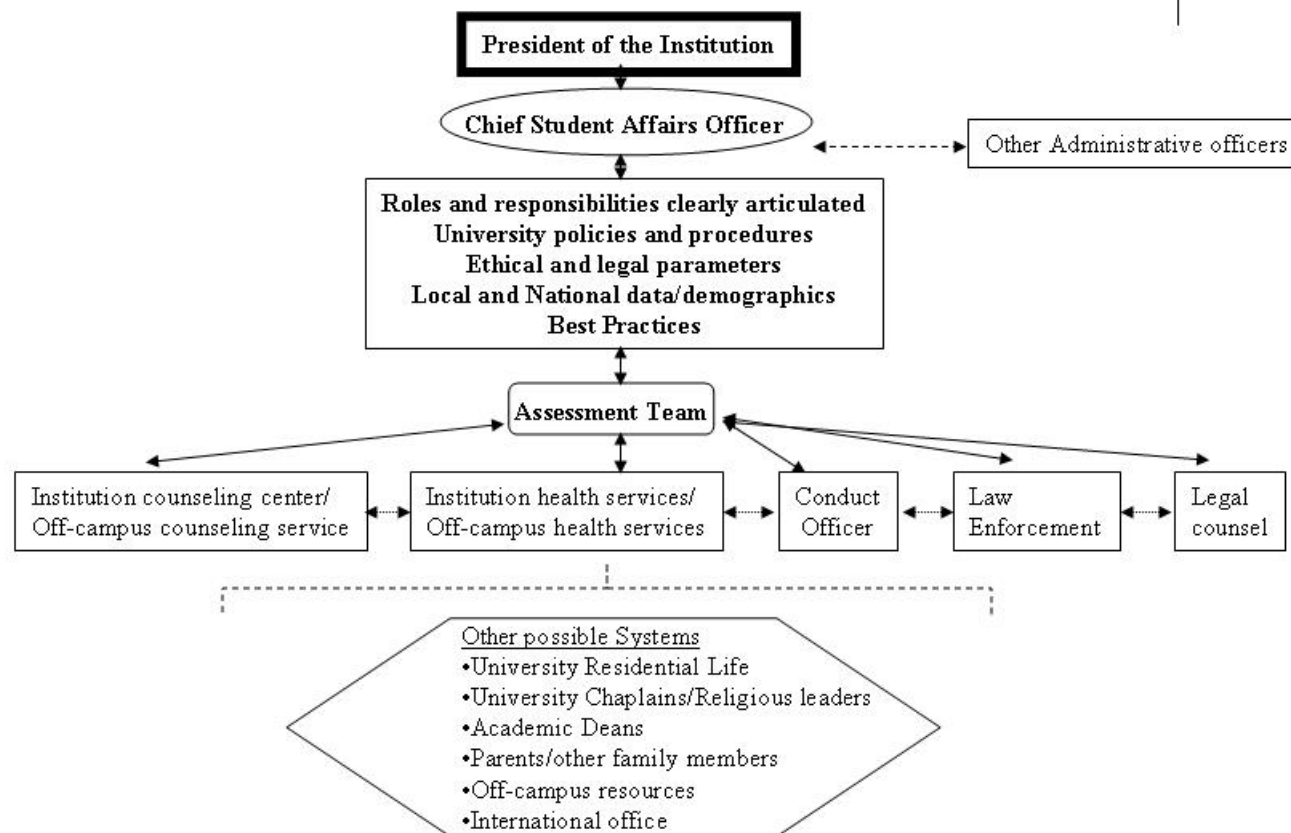 President of the Institution
Chief Student Affairs Officer
Other Administrative officers
Roles and responsibilities clearly articulated
University policies and procedures
Ethical and legal parameters
Local and National data/demographics
Best Practices
Assessment Team
Institution counseling center/
Off-campus counseling service
Institution health services/
Off-campus health services
Conduct
Officer
Law
Enforcement
Legal
counsel
Other possible Systems
•University Residential Life
•University Chaplains/Religious leaders
•Academic Deans
•Parents/other family members
•Off-campus resources
•International office